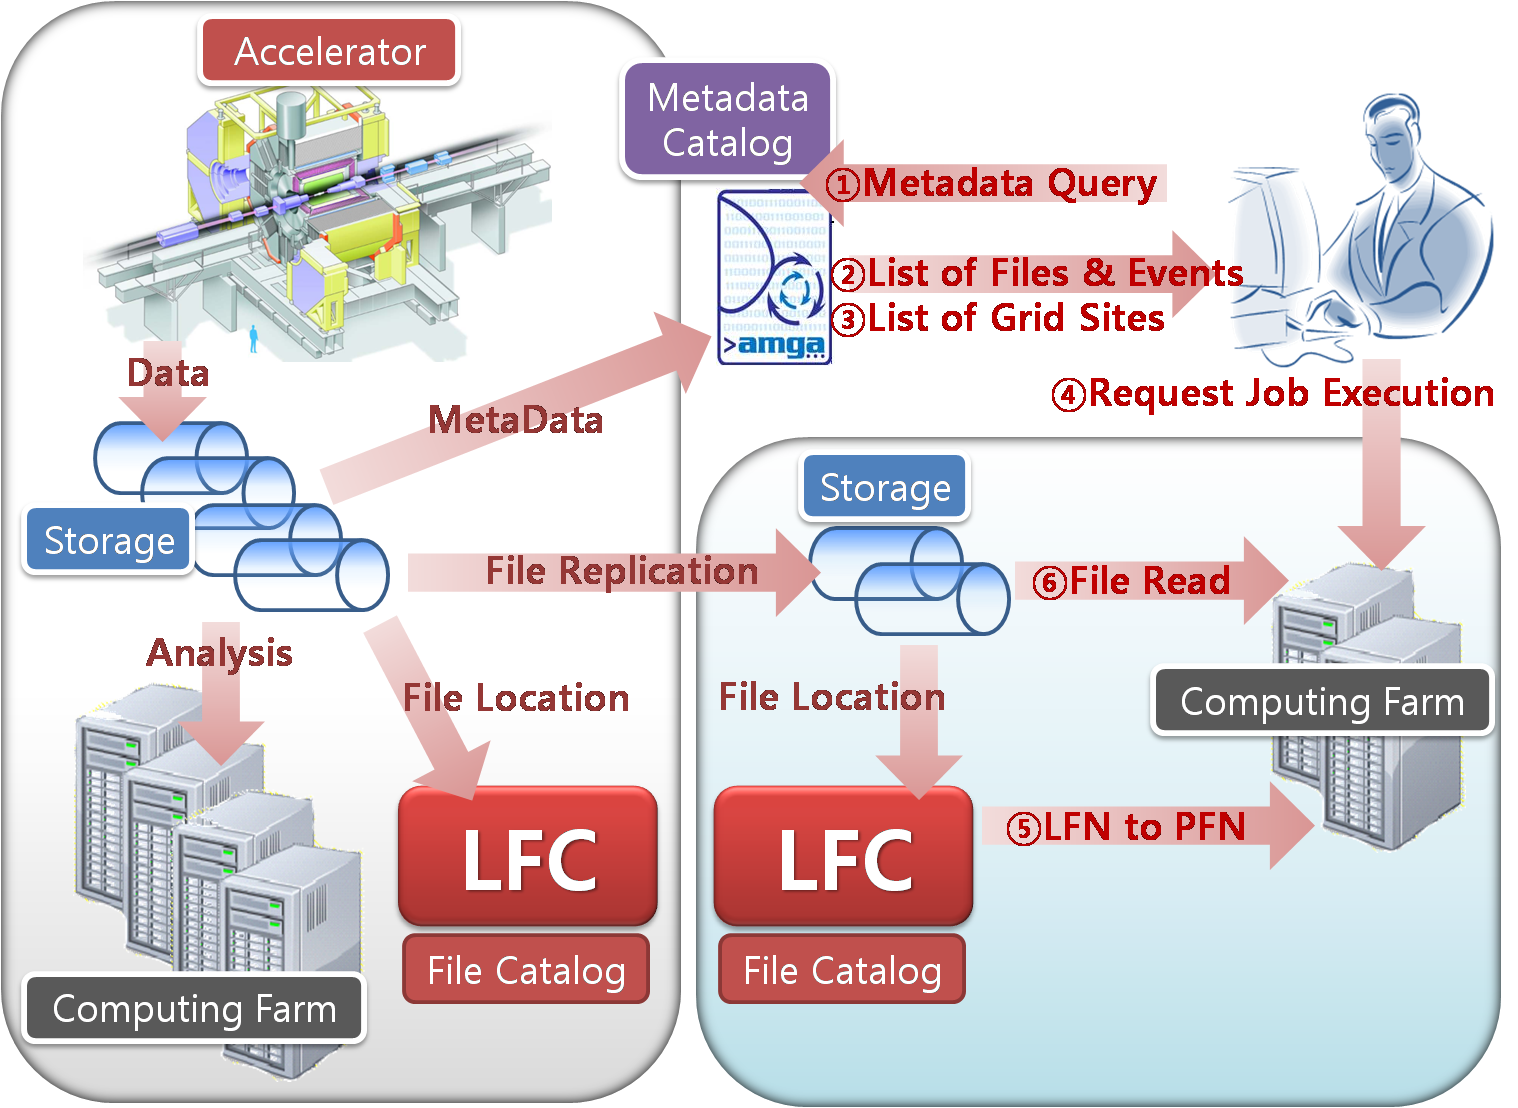 Accelerator
Metadata
Catalog
①Metadata Query
②List of Files & Events
③List of Grid Sites
>amga...
Data
MetaData
④Request Job Execution
Storage
Storage
File Replication
⑥File Read
Analysis
File Location
File Location
Computing Farm
LFC
LFC
⑤LFN to PFN
File Catalog
File Catalog
Computing Farm